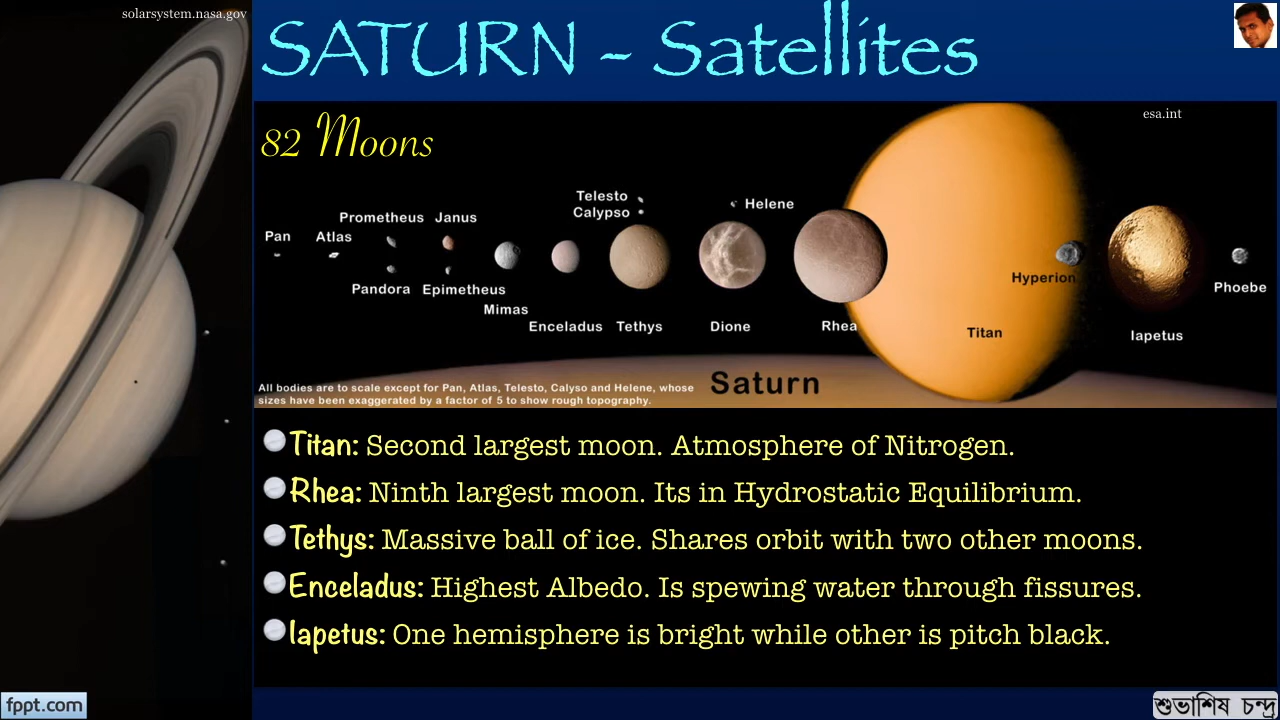 solarsystem.nasa.gov
SATURN - Satellites
82 Moons
esa.int
Telesto
Calypso
Helene
Prometheus Janus
Pan Atlas
Hyperion
Pandora Epimetheus
Phoebe
Mimas
Enceladus Tethys Dione Rhea Titan Iapetus
Saturn
All bodies are to scale except for Pan, Atlas, Telesto, Calyso and Helene, whose
sizes have been exaggerated by a factor of 5 to show rough topography.
Titan: Second largest moon. Atmosphere of Nitrogen.
Rhea: Ninth largest moon. Its in Hydrostatic Equilibrium.
Tethys: Massive ball of ice. Shares orbit with two other moons.
Enceladus: Highest Albedo. Is spewing water through fissures.
Iapetus: One hemisphere is bright while other is pitch black.
fppt.com
শুভাশিষ চন্দ্র